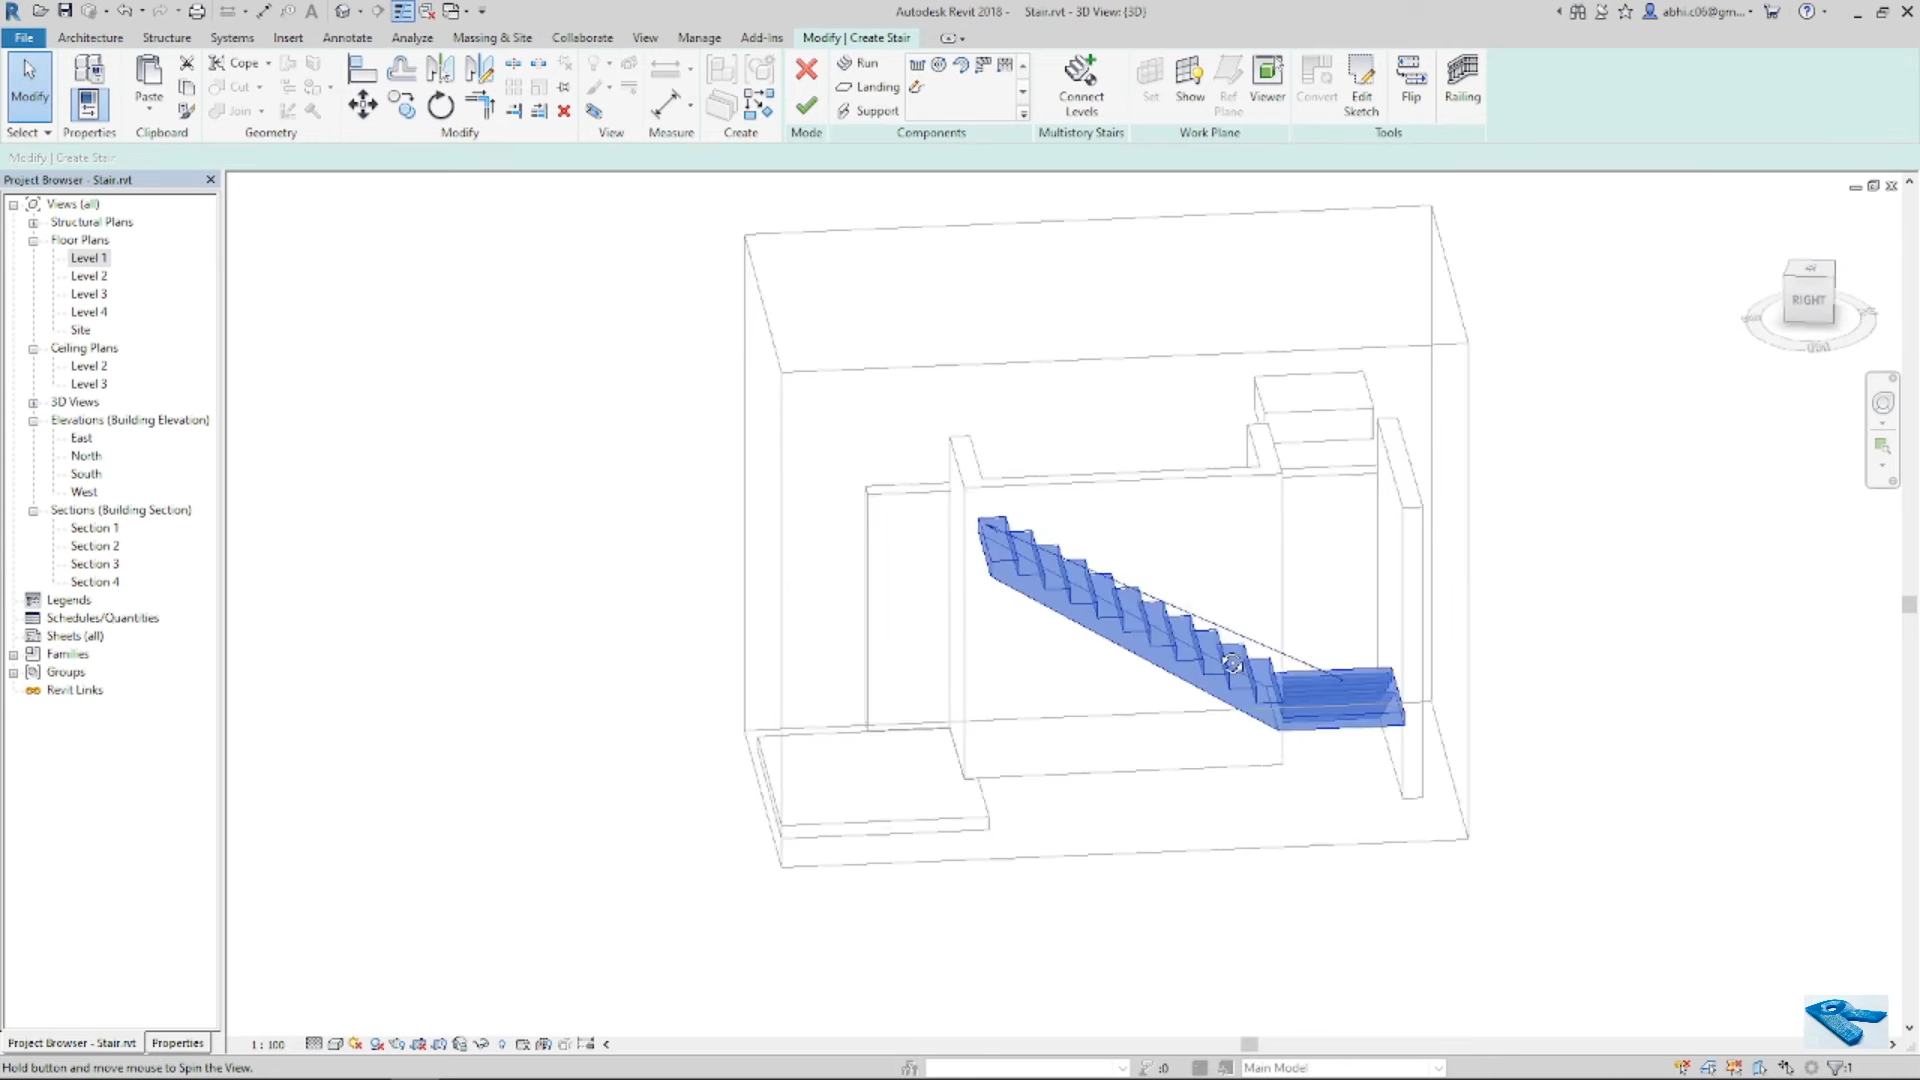 Autodesk Revit 2018 - Stair.rvt - 3D View: {3D}
abhi.c06@gm...
File Architecture Structure Systems Insert Annotate Analyze Massing & Site Collaborate View Manage Add-Ins Modify | Create Stair
Modify
Paste
Cope
Cut
Join
Run
Landing
Support
Connect
Levels
Set
Show
Ref
Plane
Viewer
Convert
Edit
Sketch
Flip
Railing
Select Properties Clipboard Geometry Modify View Measure Create Mode Components Multistory Stairs Work Plane Tools
Modify | Create Stair
Project Browser - Stair.rvt
Views (all)
Structural Plans
Floor Plans
Level 1
Level 2
Level 3
Level 4
Site
Ceiling Plans
Level 2
Level 3
3D Views
Elevations (Building Elevation)
East
North
South
West
Sections (Building Section)
Section 1
Section 2
Section 3
Section 4
Legends
Schedules/Quantities
Sheets (all)
Families
Groups
Revit Links
RIGHT
Project Browser - Stair.rvt Properties
1 : 100
Hold button and move mouse to Spin the View.
:0
Main Model
:1